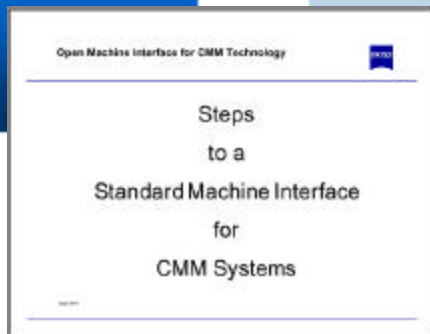 Open Machine Interface for CMM Technology
Steps
to a
Standard Machine Interface
for
CMM Systems